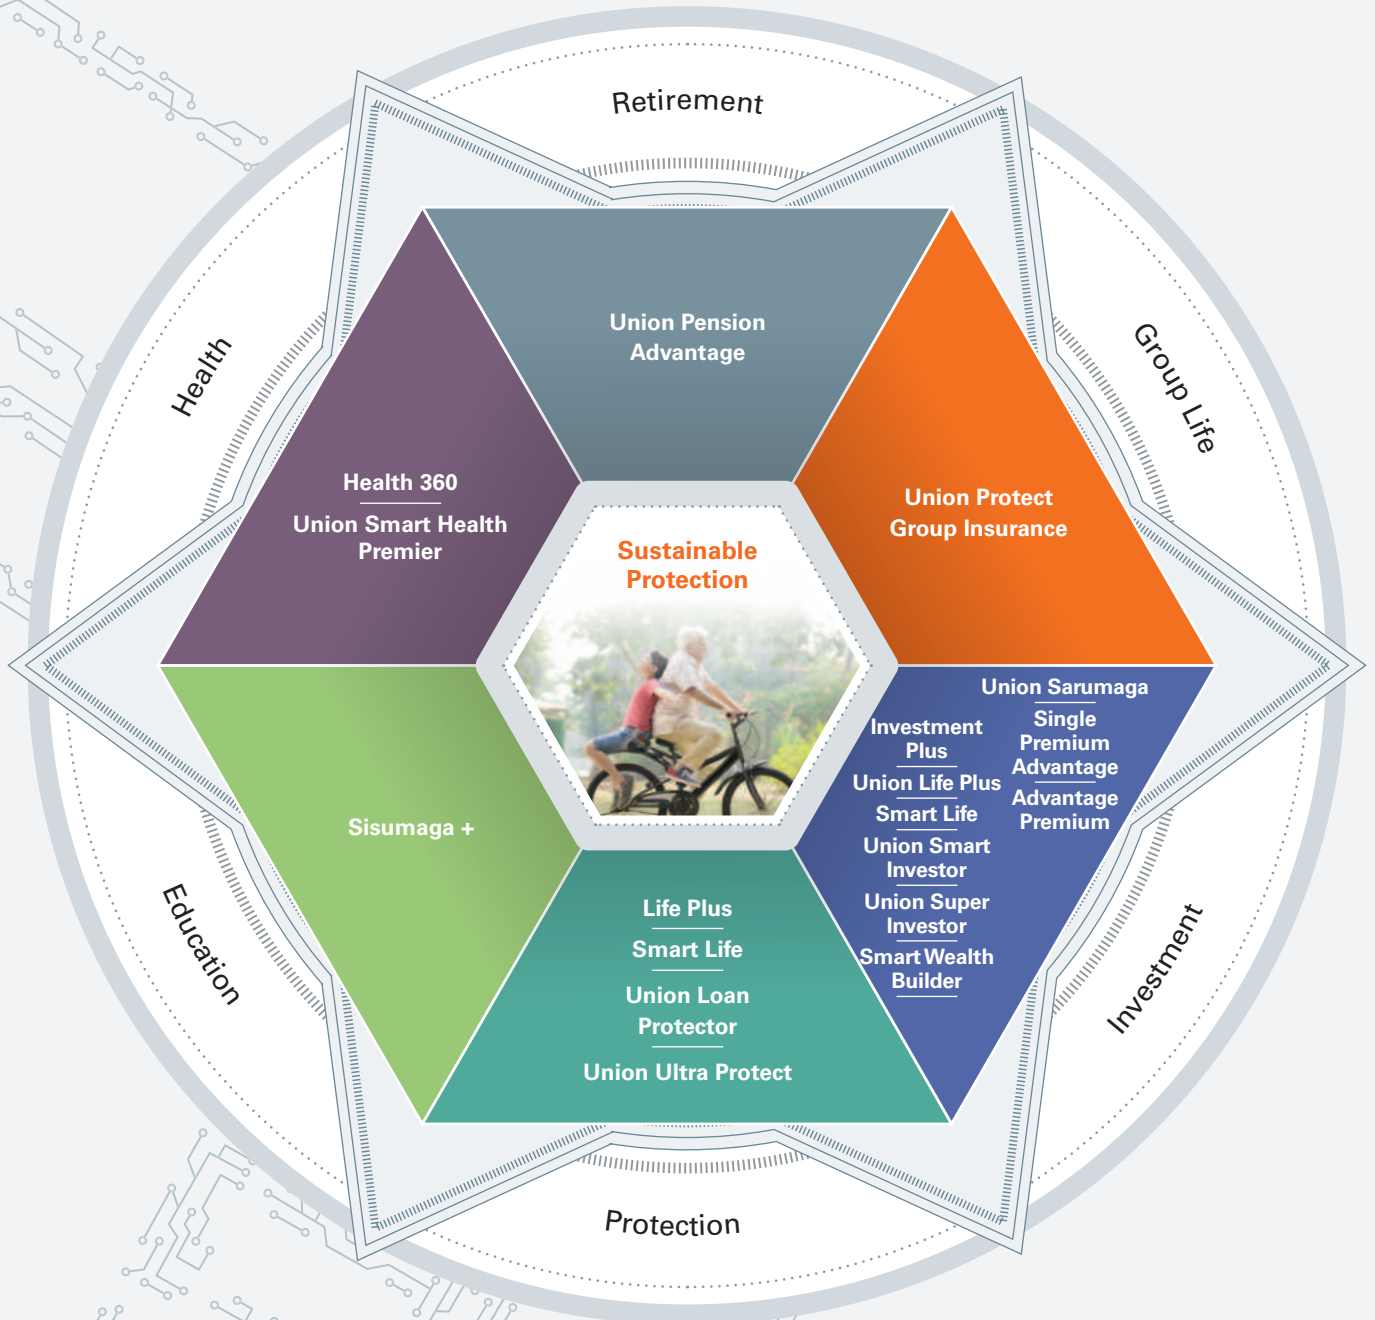 Retirement
Health
Group Life
Union Pension
Advantage
Health 360
Union Smart Health
Premier
Union Protect
Group Insurance
Sustainable
Protection
Sisumaga +
Investment
Plus
Union Life Plus
Smart Life
Union Smart
Investor
Union Super
Investor
Smart Wealth
Builder
Union Sarumaga
Single
Premium
Advantage
Advantage
Premium
Life Plus
Smart Life
Union Loan
Protector
Union Ultra Protect
Education
Investment
Protection